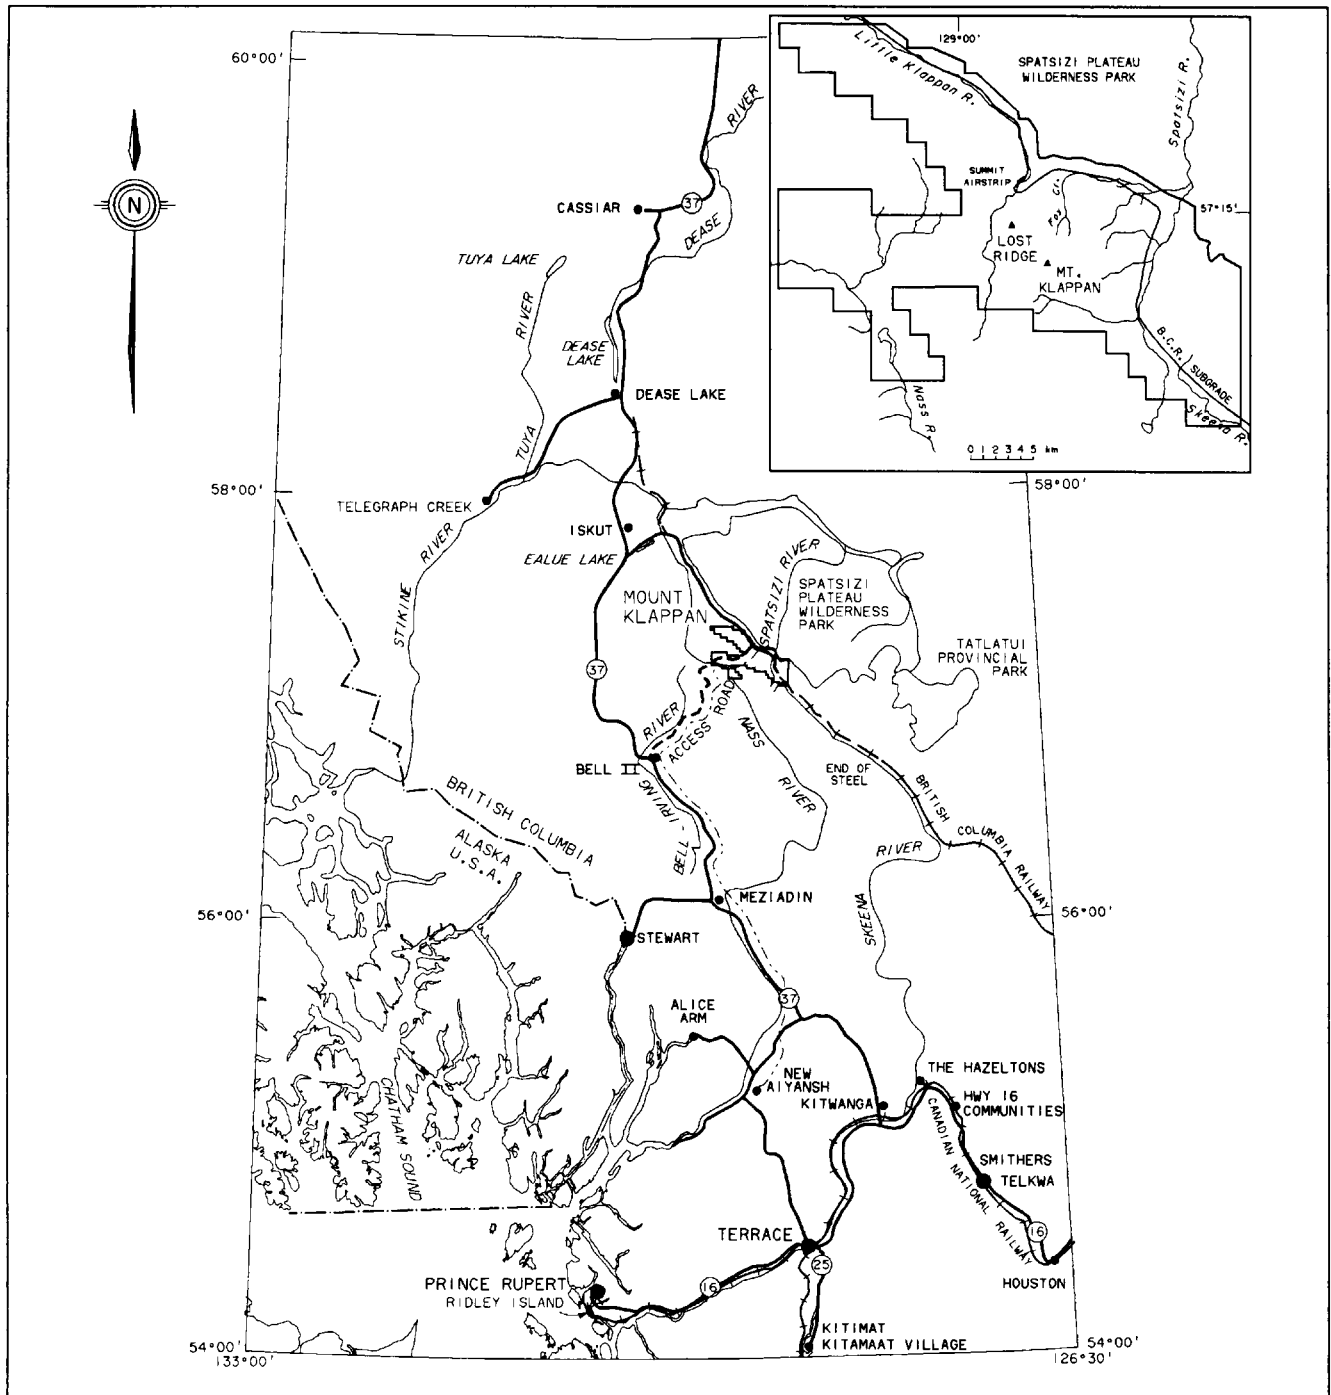 60°00'
N
CASSIAR
37
RIVER
DEASE
TUYA LAKE
RIVER
TUYA
DEASE
LAKE
DEASE LAKE
58°00'
58°00'
TELEGRAPH CREEK
ISKUT
EALUE LAKE
RIVER
STIKINE
MOUNT
KLAPPAN
SPATSIZI RIVER
SPATSIZI
PLATEAU
WILDERNESS
PARK
TATLATUI
PROVINCIAL
PARK
37
RIVER
ACCESS ROAD
NASS
RIVER
BELL II
BELL - IRVING
END OF
STEEL
BRITISH
COLUMBIA RAILWAY
BRITISH COLUMBIA
ALASKA
U.S.A.
RIVER
SKEENA
MEZIADIN
56°00'
56°00'
STEWART
37
ALICE
ARM
NEW
AIYANSH
KITWANGA
THE HAZELTONS
HWY 16
COMMUNITIES
CANADIAN NATIONAL RAILWAY
CHATHAM SOUND
SMITHERS
TELKWA
16
HOUSTON
TERRACE
25
PRINCE RUPERT
RIDLEY ISLAND
16
KITIMAT
KITAMAAT VILLAGE
54°00'
133°00'
54°00'
126°30'
129°00'
Little Klappan R.
SPATSIZI PLATEAU
WILDERNESS PARK
Spatsizi R.
SUMMIT
AIRSTRIP
Fox Cr.
57°15'
LOST
RIDGE
MT.
KLAPPAN
B.C.R. SUBGRADE
Skeena R.
Nass R.
0 1 2 3 4 5 km